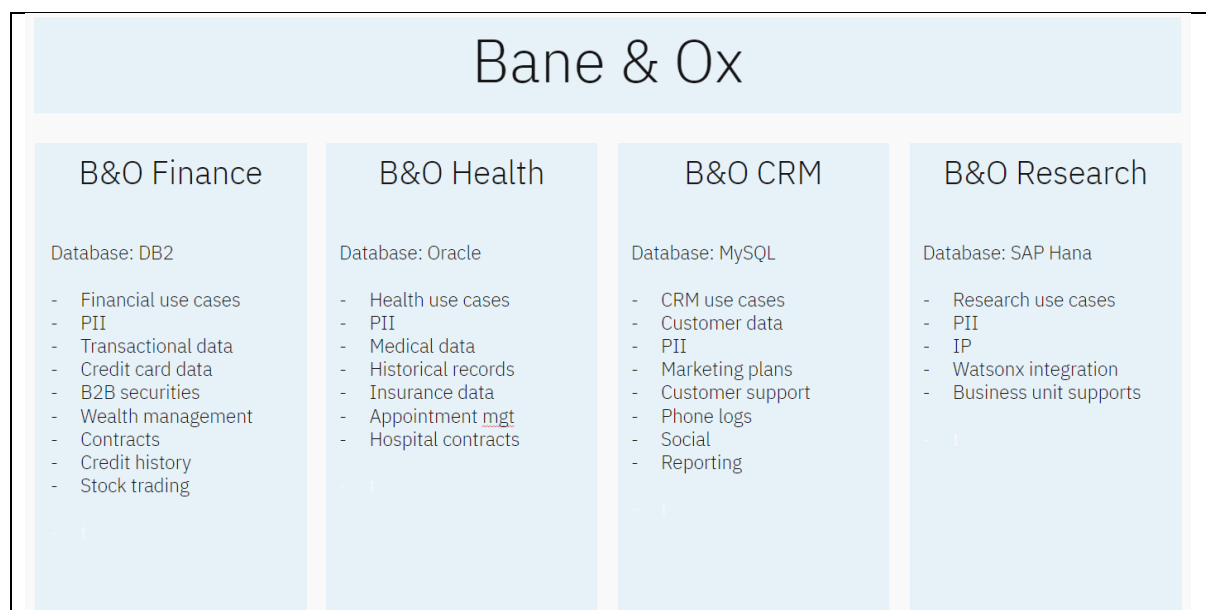 Bane & Ox
B&O Finance
Database: DB2
- Financial use cases
- PII
- Transactional data
- Credit card data
- B2B securities
- Wealth management
- Contracts
- Credit history
- Stock trading
B&O Health
Database: Oracle
- Health use cases
- PII
- Medical data
- Historical records
- Insurance data
- Appointment mgt
- Hospital contracts
B&O CRM
Database: MySQL
- CRM use cases
- Customer data
- PII
- Marketing plans
- Customer support
- Phone logs
- Social
- Reporting
B&O Research
Database: SAP Hana
- Research use cases
- PII
- IP
- Watsonx integration
- Business unit supports